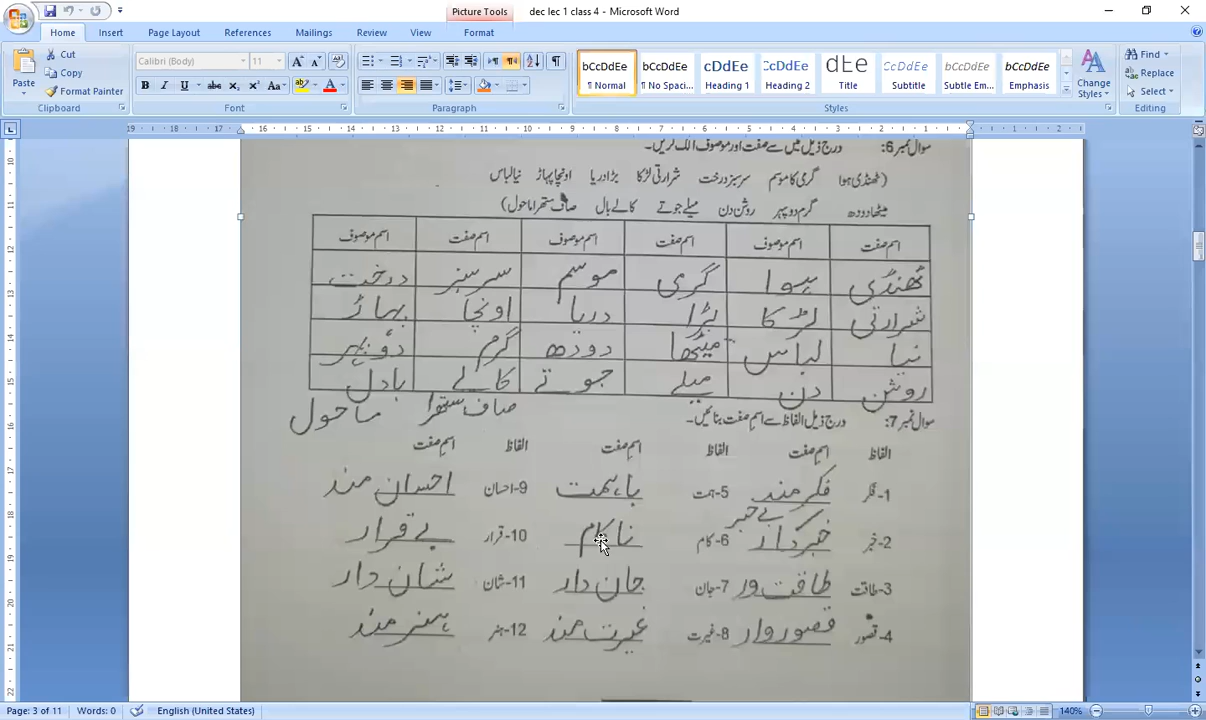 Picture Tools
dec lec 1 class 4 - Microsoft Word
Home Insert Page Layout References Mailings Review View Format
Paste Cut Copy Format Painter Clipboard
Calibri (Body) 11 Font
Paragraph
AaBbCcDdEe ¶ Normal ¶ No Spaci... Heading 1 Heading 2 Title Subtitle Subtle Em... Emphasis Change Styles Styles
Find Replace Select Editing
سوال نمبر 6: درج ذیل میں سے صفت اور موصوف الگ کریں۔
(ٹھنڈی ہوا گرمی کا موسم سرسبز درخت شرارتی لڑکا بڑا دریا اونچا پہاڑ نیا لباس
میٹھا دودھ گرم دوپہر روشن دن میلے جوتے کالے بال صاف ستھرا ماحول)
اسم صفت اسم موصوف اسم صفت اسم موصوف اسم صفت اسم موصوف
ٹھنڈی ہوا گرمی موسم سرسبز درخت
شرارتی لڑکا بڑا دریا اونچا پہاڑ
نیا لباس میٹھا دودھ گرم دوپہر
روشن دن میلے جوتے کالے بادل
صاف ستھرا ماحول
سوال نمبر 7: درج ذیل الفاظ سے اسم صفت بنائیں۔
الفاظ اسم صفت الفاظ اسم صفت الفاظ اسم صفت
1- فکر فکر مند 5- ہمت باہمت 9- احسان احسان مند
بے خبر
2- خبر خبردار 6- کام ناکام 10- قرار بے قرار
3- طاقت طاقت ور 7- جان جان دار 11- شان شان دار
4- قصور قصور وار 8- غیرت غیرت مند 12- ہنر ہنر مند
Page: 3 of 11 Words: 0 English (United States) 140%